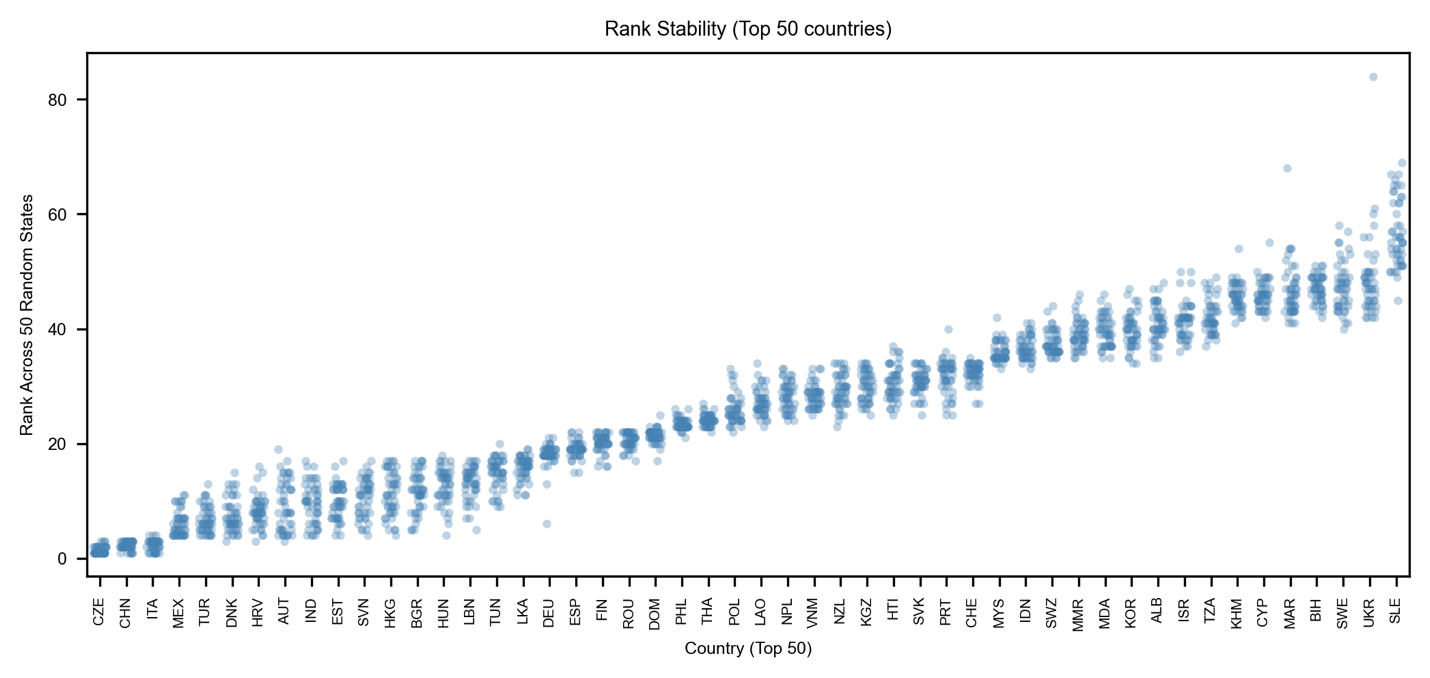 Rank Stability (Top 50 countries)
Rank Across 50 Random States
80
60
40
20
0
CZE
CHN
ITA
MEX
TUR
DNK
HRV
AUT
IND
EST
SVN
HKG
BGR
HUN
LBN
TUN
LKA
DEU
ESP
FIN
ROU
DOM
PHL
THA
POL
LAO
NPL
VNM
NZL
KGZ
HTI
SVK
PRT
CHE
MYS
IDN
SWZ
MMR
MDA
KOR
ALB
ISR
TZA
KHM
CYP
MAR
BIH
SWE
UKR
SLE
Country (Top 50)